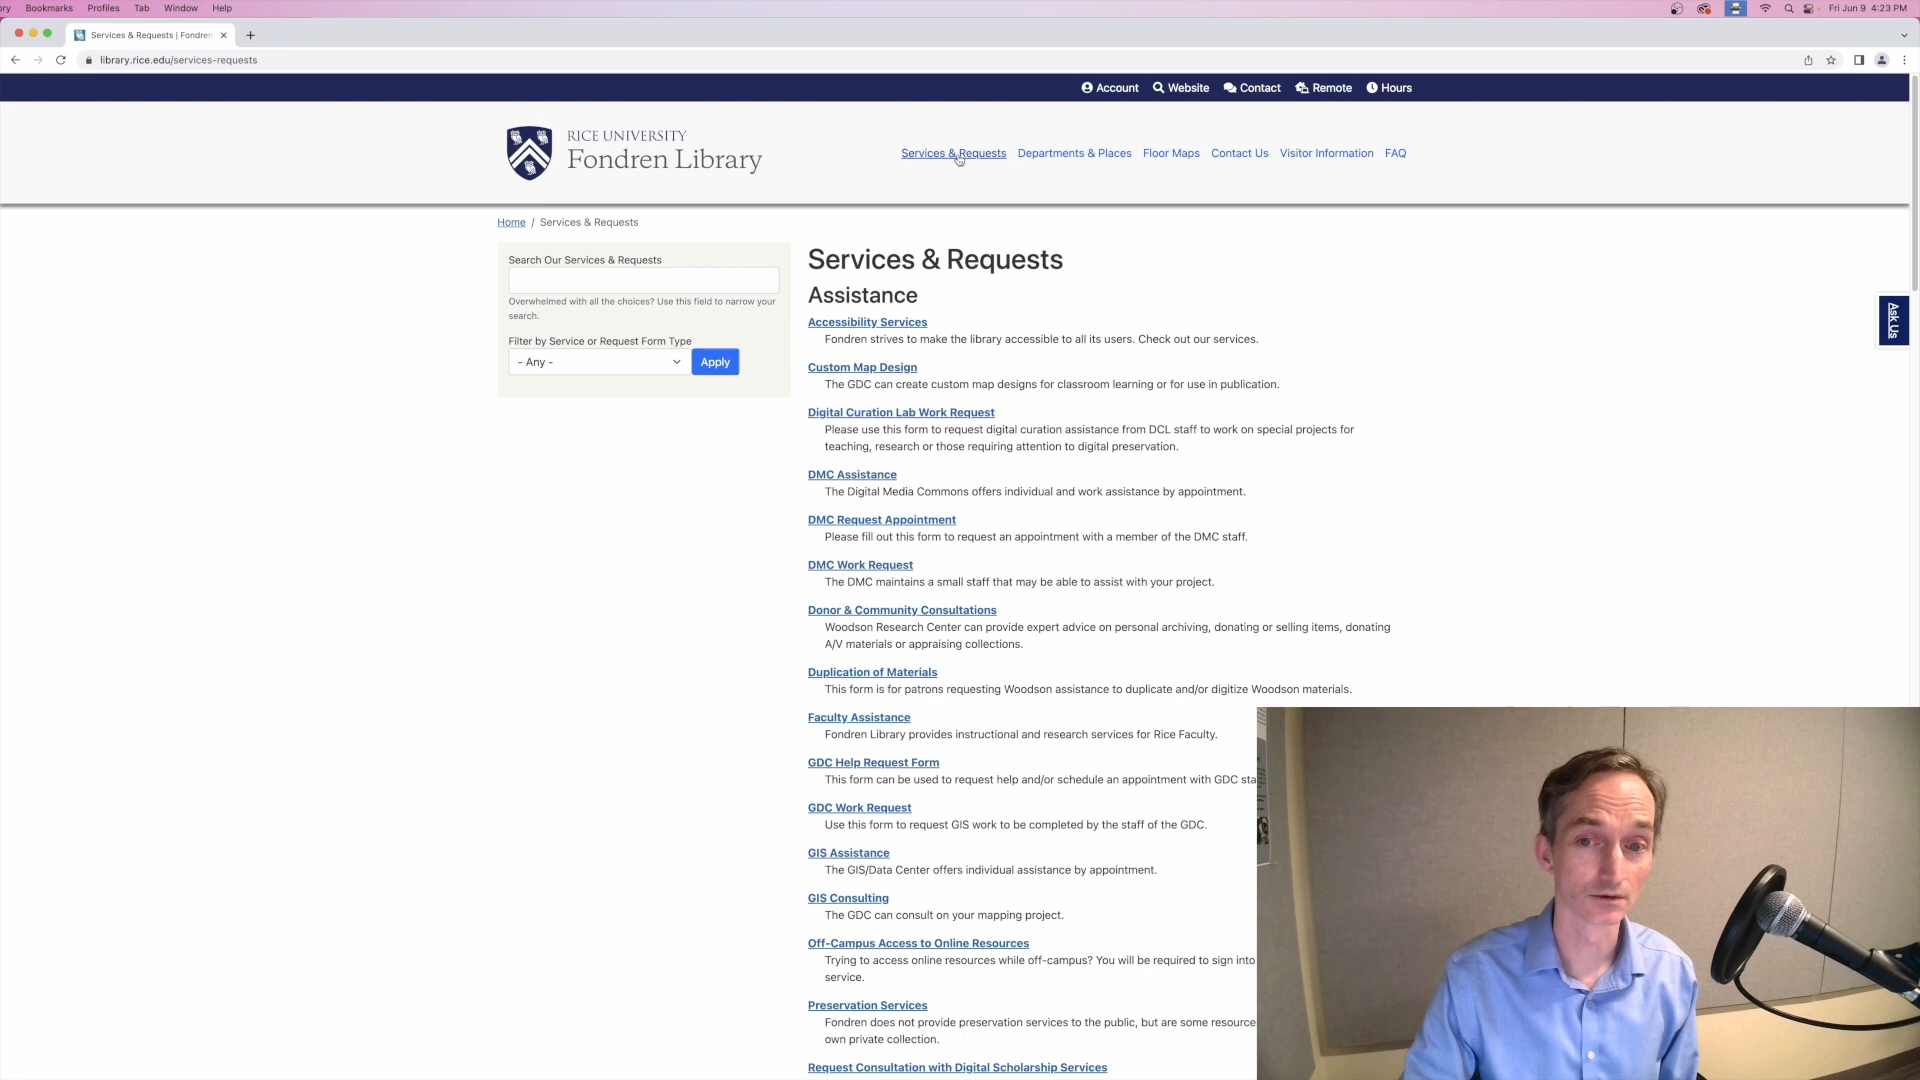 ory Bookmarks Profiles Tab Window Help Fri Jun 9 4:23 PM
Services & Requests | Fondren
library.rice.edu/services-requests
Account Website Contact Remote Hours
RICE UNIVERSITY
Fondren Library
Services & Requests Departments & Places Floor Maps Contact Us Visitor Information FAQ
Home / Services & Requests
Search Our Services & Requests
Overwhelmed with all the choices? Use this field to narrow your
search.
Filter by Service or Request Form Type
- Any -
Apply
Services & Requests
Assistance
Accessibility Services
Fondren strives to make the library accessible to all its users. Check out our services.
Custom Map Design
The GDC can create custom map designs for classroom learning or for use in publication.
Digital Curation Lab Work Request
Please use this form to request digital curation assistance from DCL staff to work on special projects for
teaching, research or those requiring attention to digital preservation.
DMC Assistance
The Digital Media Commons offers individual and work assistance by appointment.
DMC Request Appointment
Please fill out this form to request an appointment with a member of the DMC staff.
DMC Work Request
The DMC maintains a small staff that may be able to assist with your project.
Donor & Community Consultations
Woodson Research Center can provide expert advice on personal archiving, donating or selling items, donating
A/V materials or appraising collections.
Duplication of Materials
This form is for patrons requesting Woodson assistance to duplicate and/or digitize Woodson materials.
Faculty Assistance
Fondren Library provides instructional and research services for Rice Faculty.
GDC Help Request Form
This form can be used to request help and/or schedule an appointment with GDC sta
GDC Work Request
Use this form to request GIS work to be completed by the staff of the GDC.
GIS Assistance
The GIS/Data Center offers individual assistance by appointment.
GIS Consulting
The GDC can consult on your mapping project.
Off-Campus Access to Online Resources
Trying to access online resources while off-campus? You will be required to sign into
service.
Preservation Services
Fondren does not provide preservation services to the public, but are some resource
own private collection.
Request Consultation with Digital Scholarship Services
Ask Us